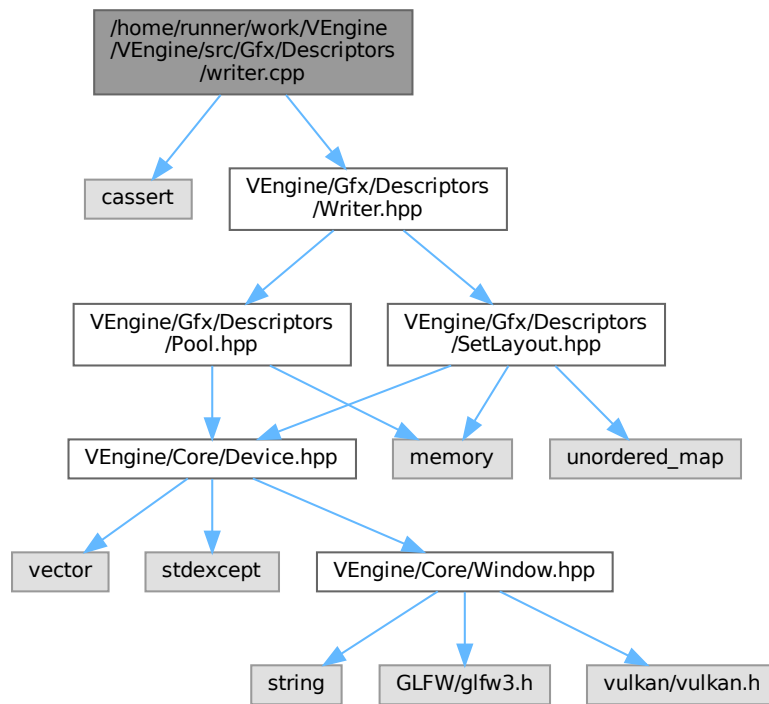 /home/runner/work/VEngine
/VEngine/src/Gfx/Descriptors
/writer.cpp
cassert
VEngine/Gfx/Descriptors
/Writer.hpp
VEngine/Gfx/Descriptors
/Pool.hpp
VEngine/Gfx/Descriptors
/SetLayout.hpp
VEngine/Core/Device.hpp
memory
unordered_map
vector
stdexcept
VEngine/Core/Window.hpp
string
GLFW/glfw3.h
vulkan/vulkan.h